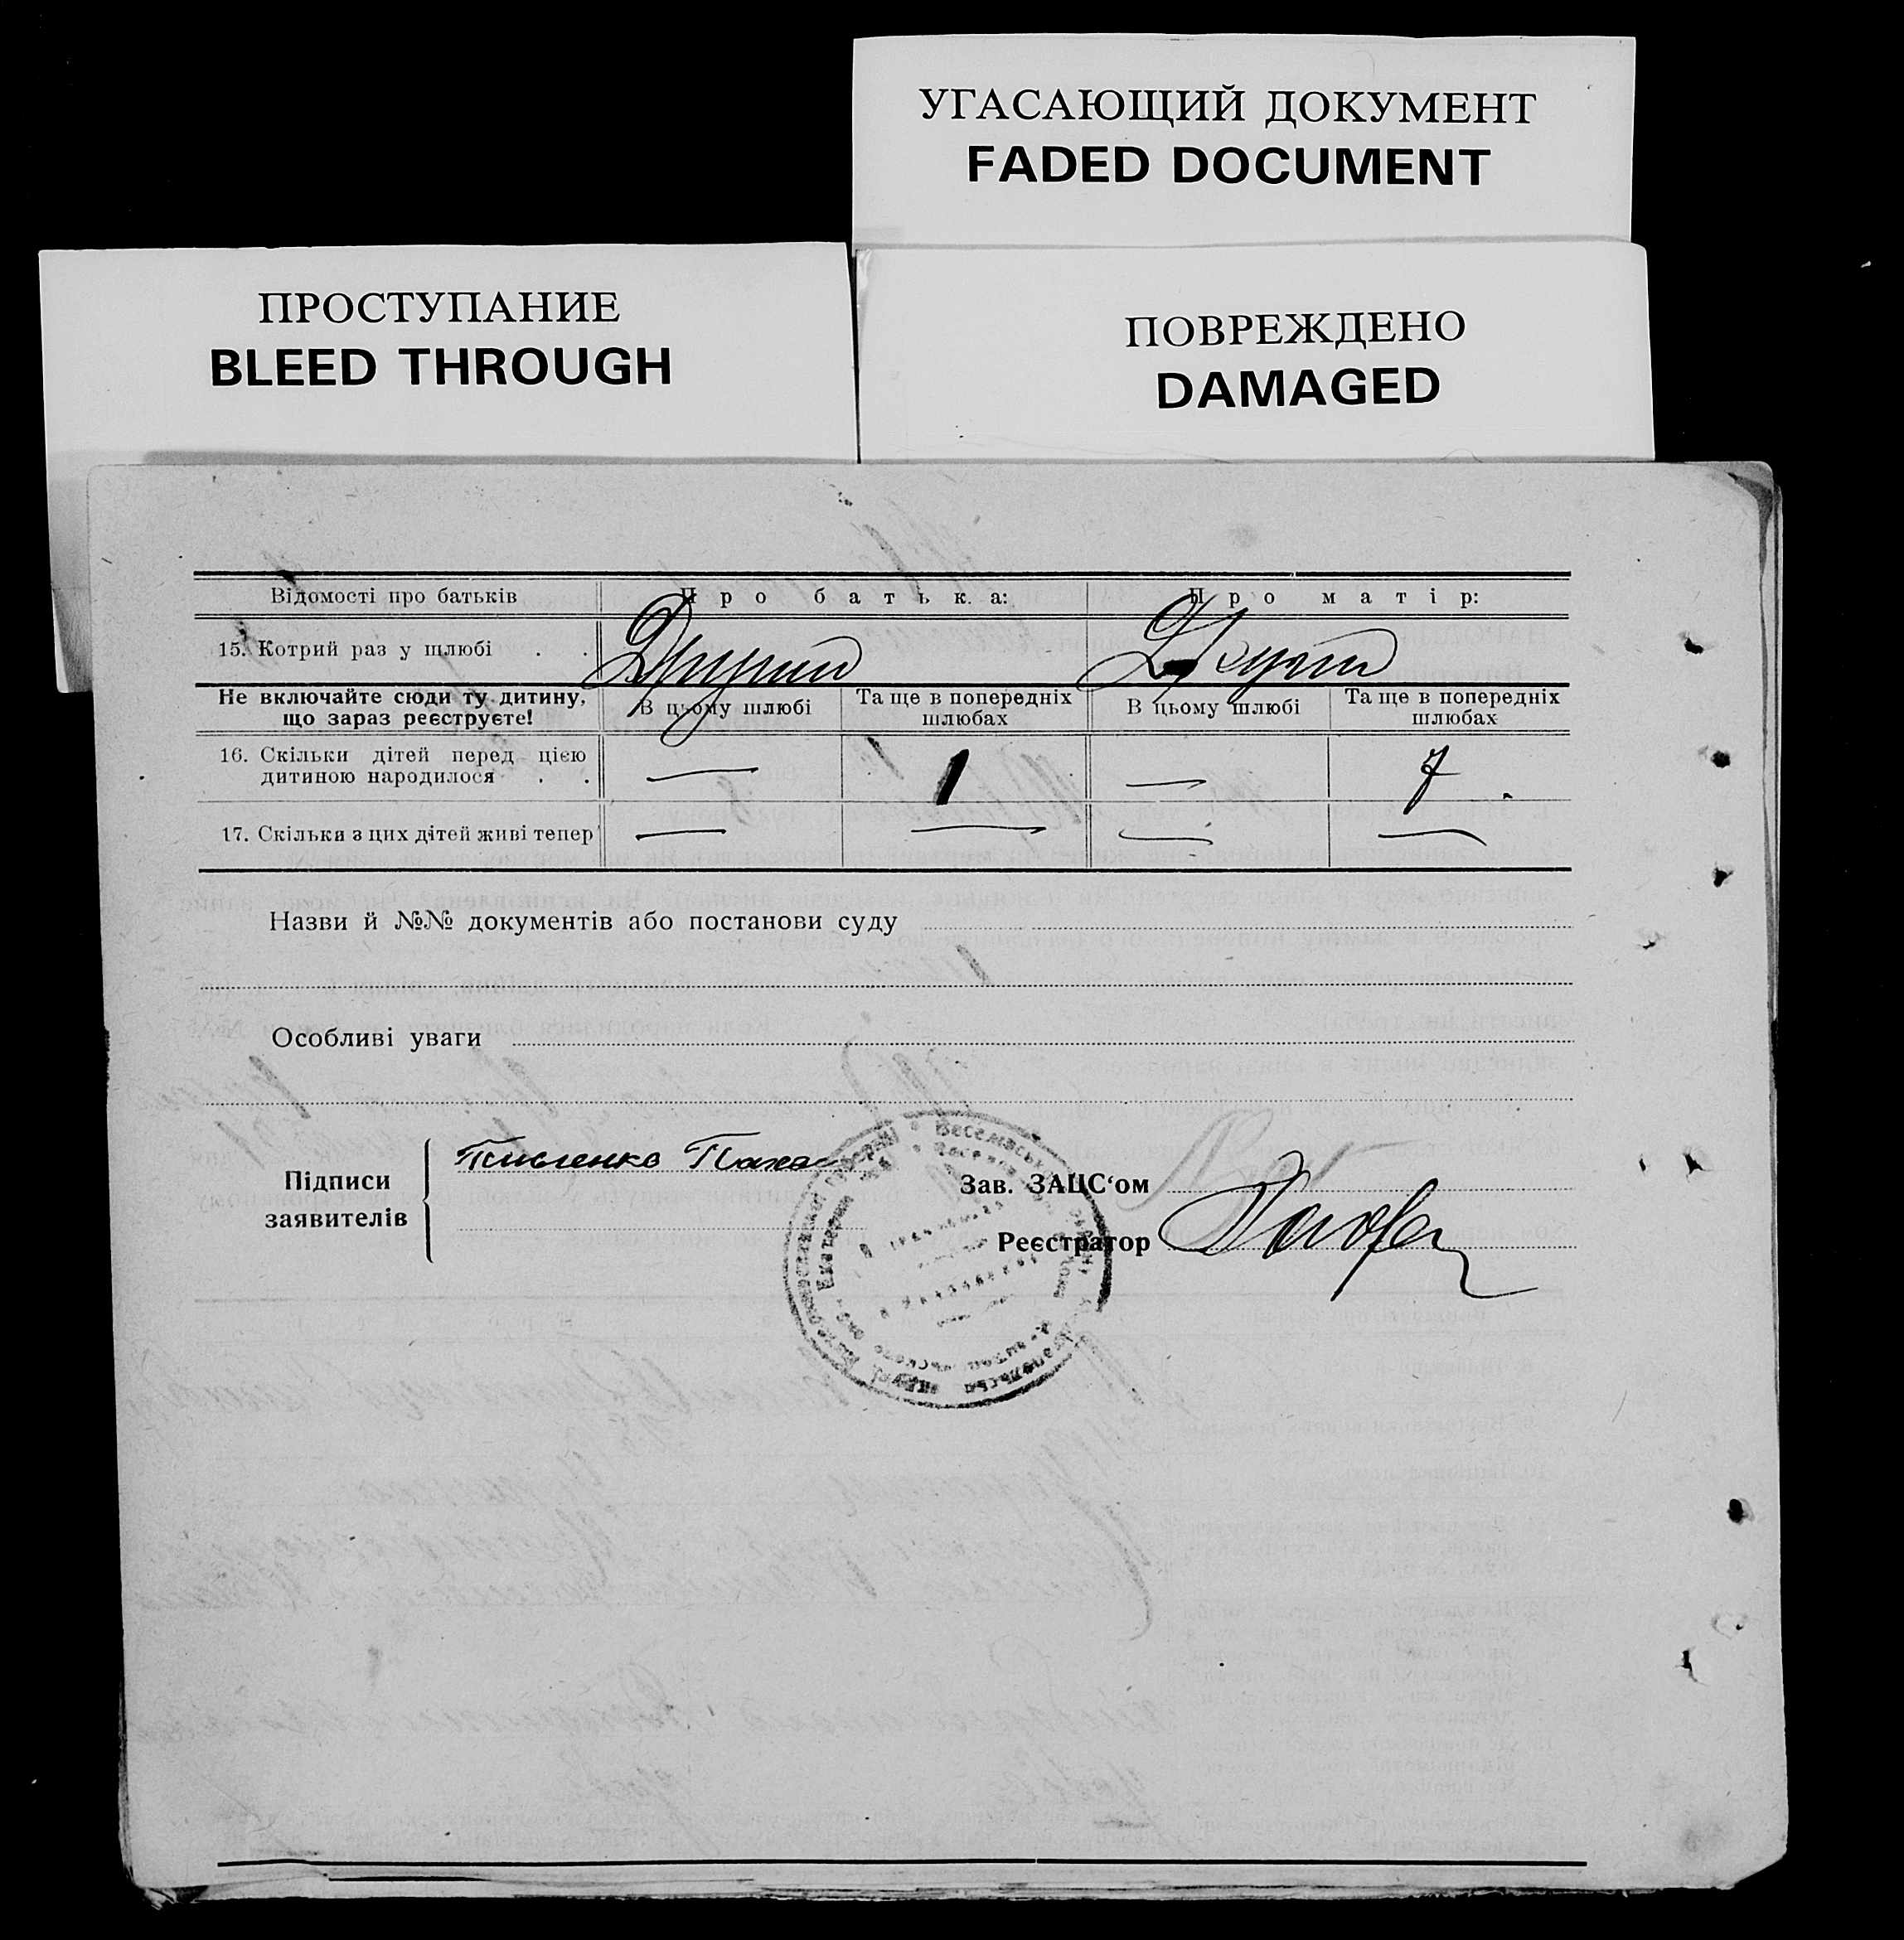 УГАСАЮЩИЙ ДОКУМЕНТ
FADED DOCUMENT
ПРОСТУПАНИЕ
BLEED THROUGH
ПОВРЕЖДЕНО
DAMAGED
Відомості про батьків Про батька: Про матір:
15. Котрий раз у шлюбі . . Другий Другий
Не включайте сюди ту дитину, що зараз реєструєте! В цьому шлюбі Та ще в попередніх шлюбах В цьому шлюбі Та ще в попередніх шлюбах
16. Скільки дітей перед цією
дитиною народилося . . — 1 — 7
17. Скільки з цих дітей живі тепер — — — —
Назви й №№ документів або постанови суду
Особливі уваги
Підписи
заявителів
Зав. ЗАЦС‘ом
Реєстратор